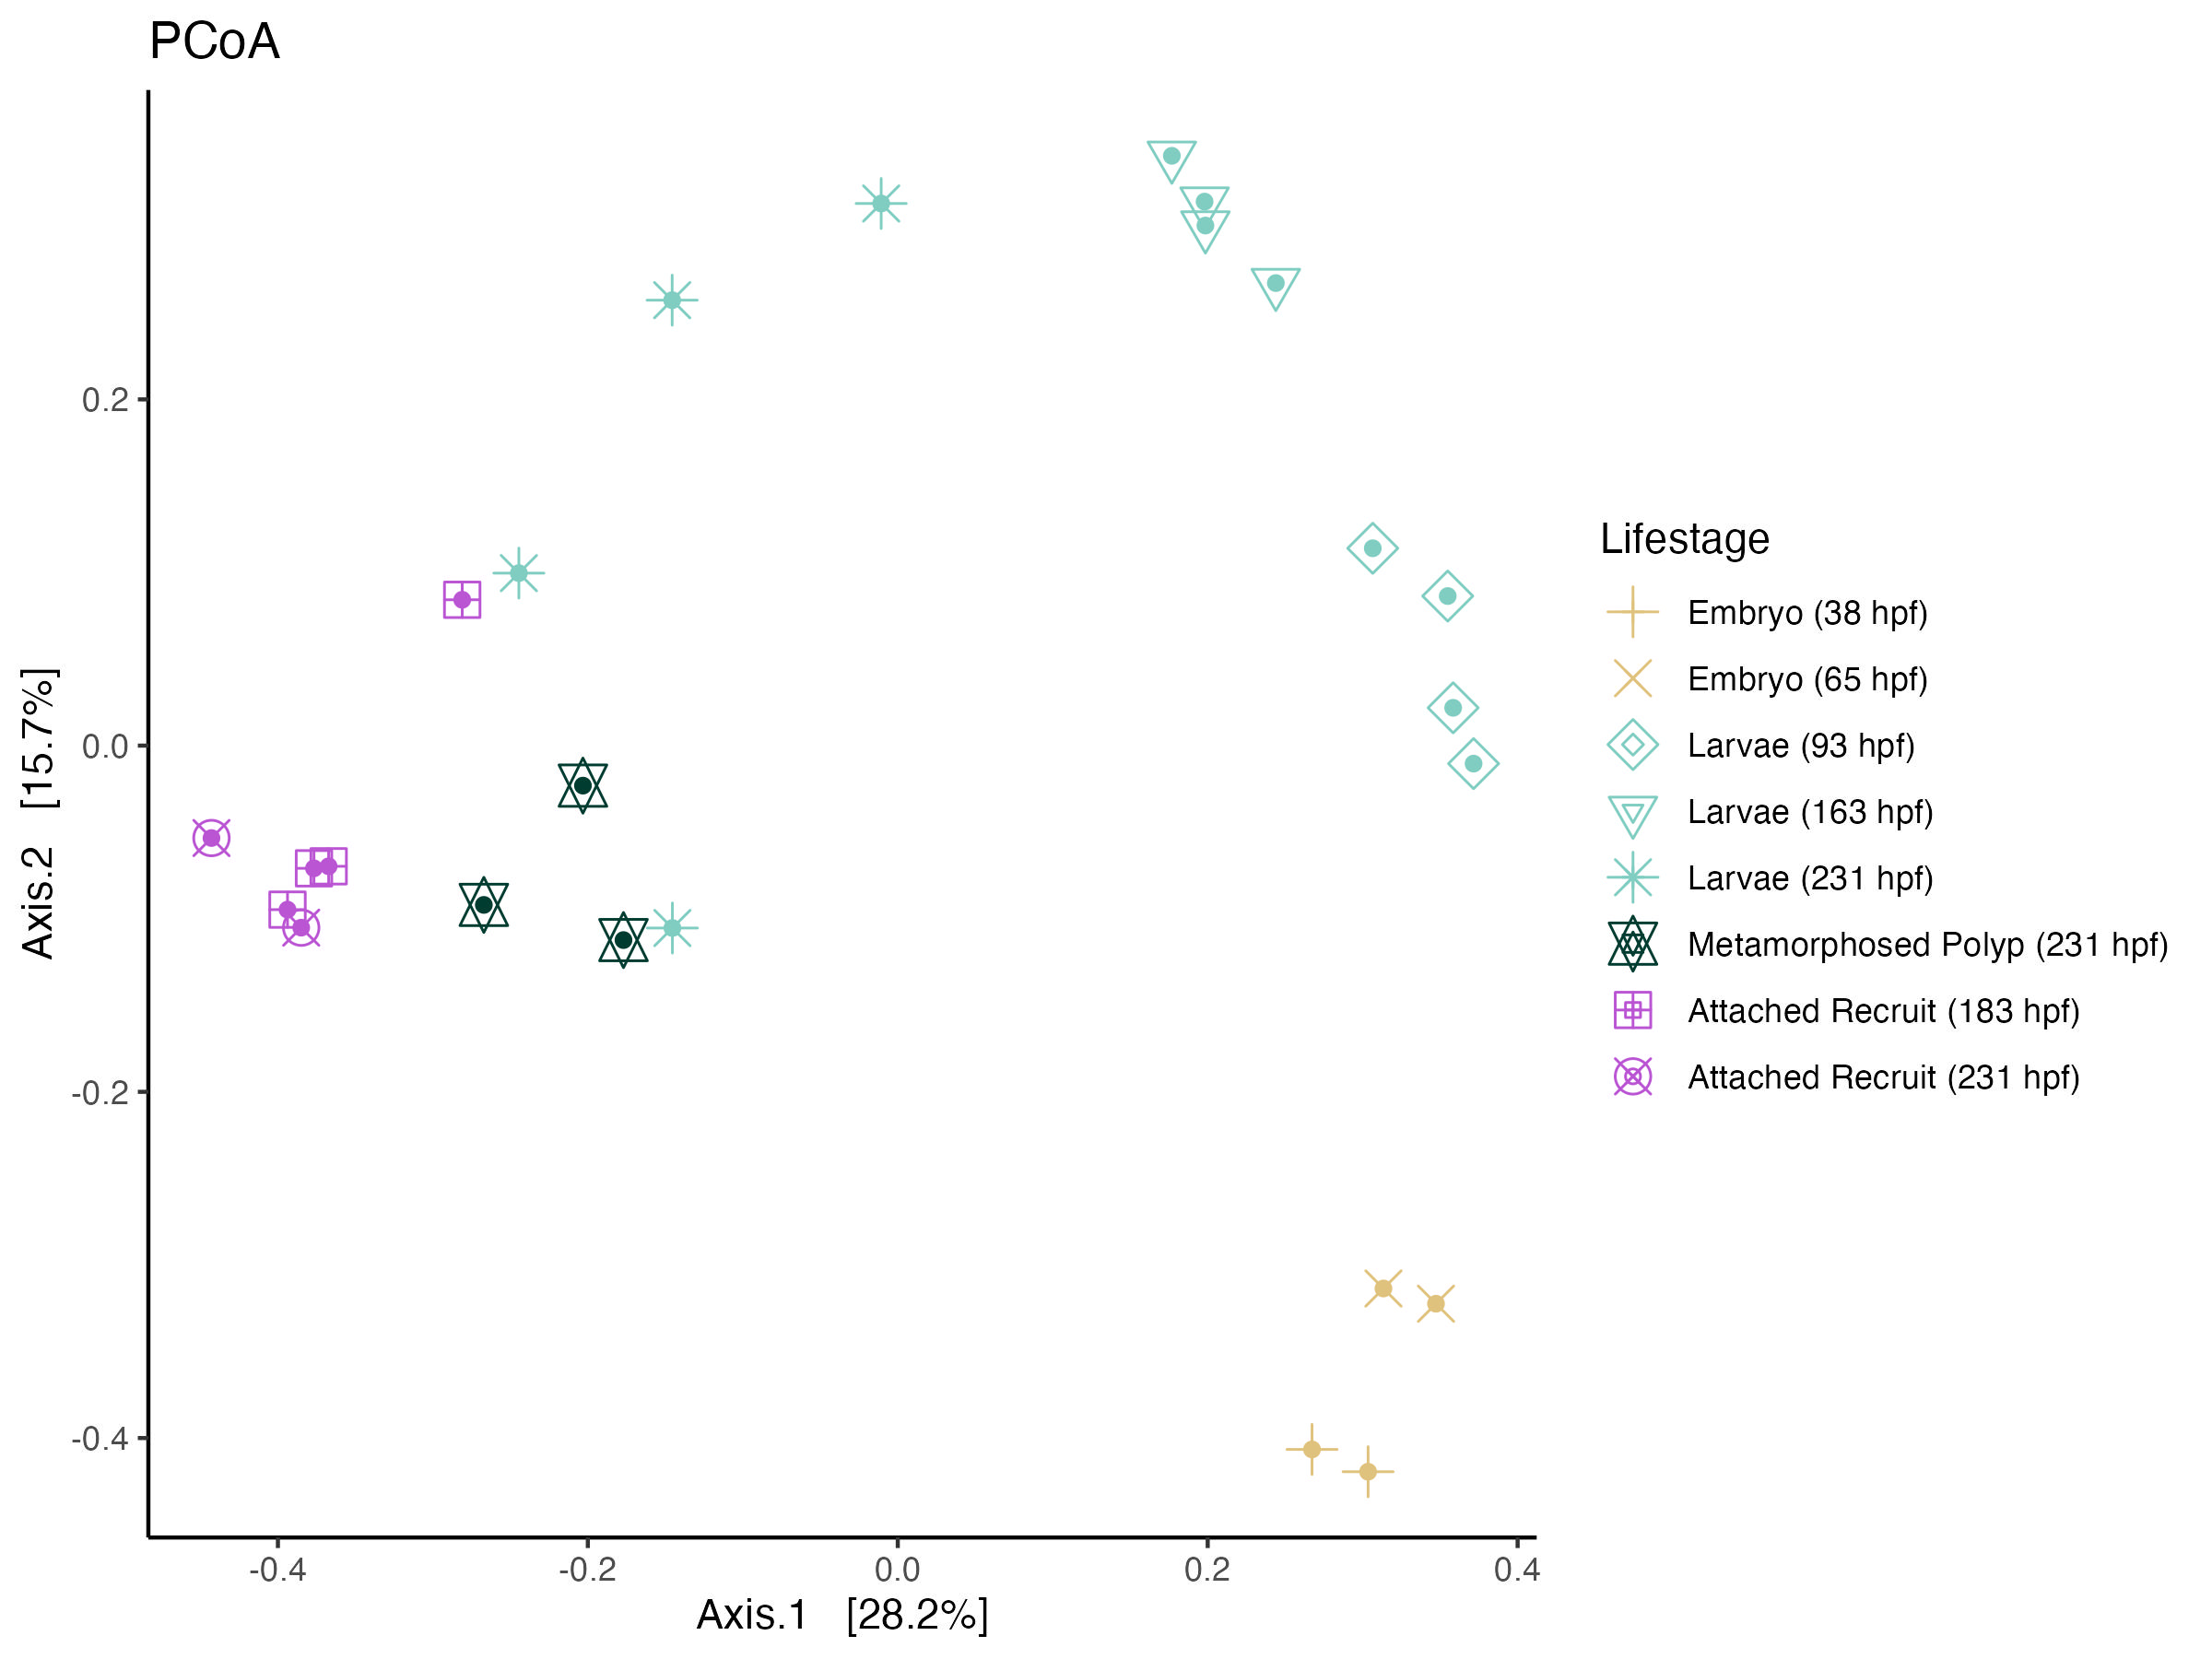 PCoA
0.2
0.0
-0.2
-0.4
Axis.2 [15.7%]
-0.4 -0.2 0.0 0.2 0.4
Axis.1 [28.2%]
Lifestage
Embryo (38 hpf)
Embryo (65 hpf)
Larvae (93 hpf)
Larvae (163 hpf)
Larvae (231 hpf)
Metamorphosed Polyp (231 hpf)
Attached Recruit (183 hpf)
Attached Recruit (231 hpf)